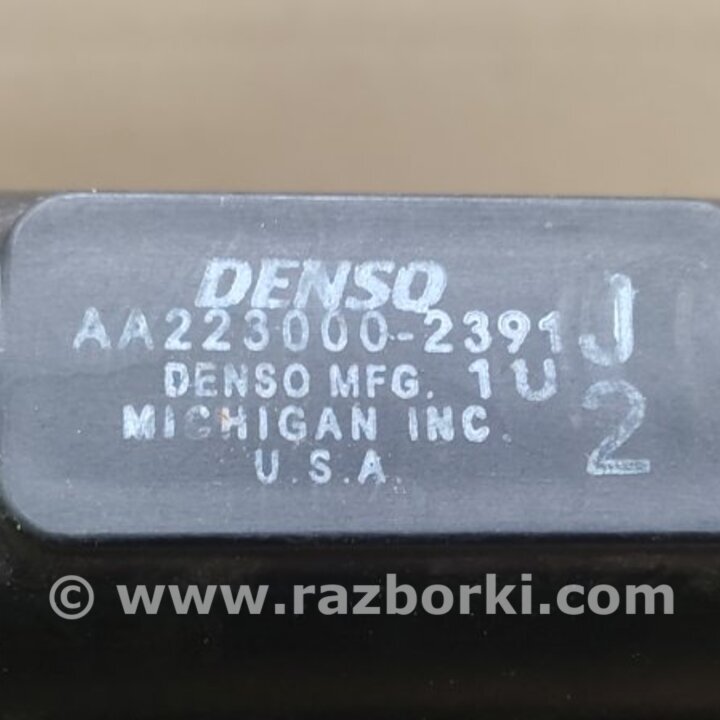 DENSO
AA223000-2391 J
DENSO MFG. 1U
MICHIGAN INC. 2
U.S.A.
© www.razborki.com